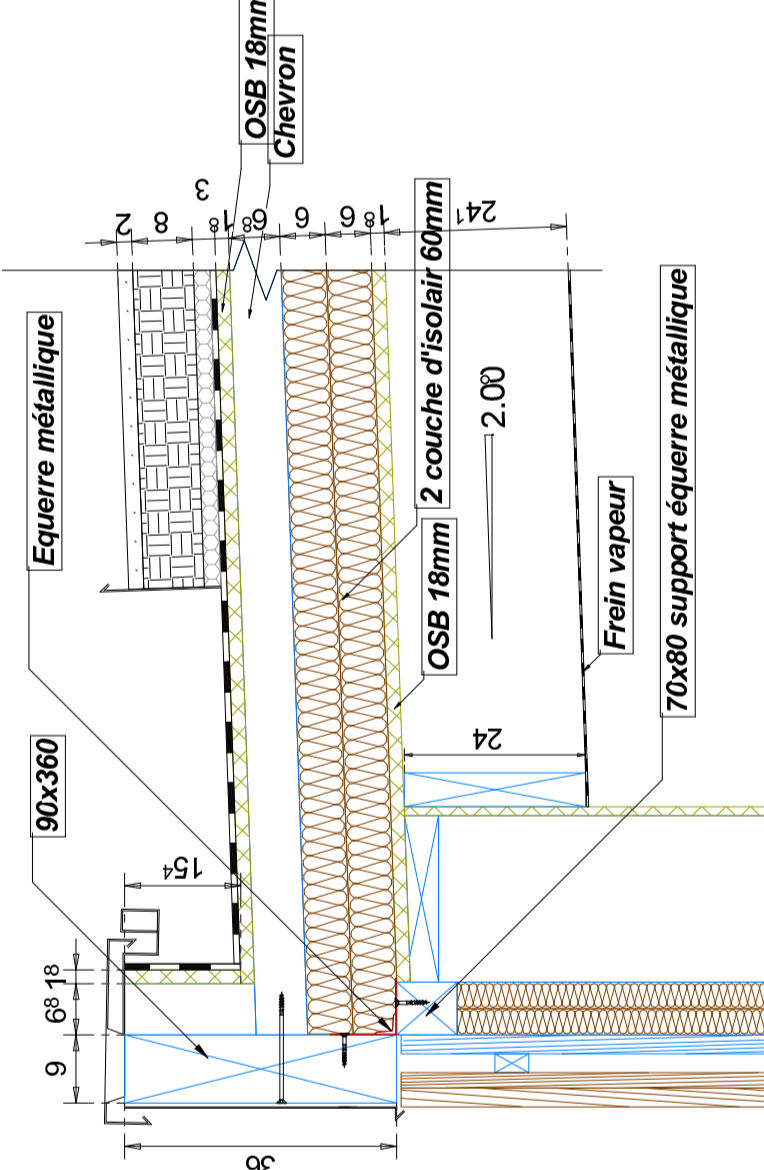 OSB 18mm
Chevron
Equerre métallique
2
8
3
1⁸
6⁸
6
6
1⁸
24¹
2 couche d'isolair 60mm
70x80 support équerre métallique
2.0⁰0
OSB 18mm
Frein vapeur
24
90x360
15⁴
1⁸
6⁸
9
36